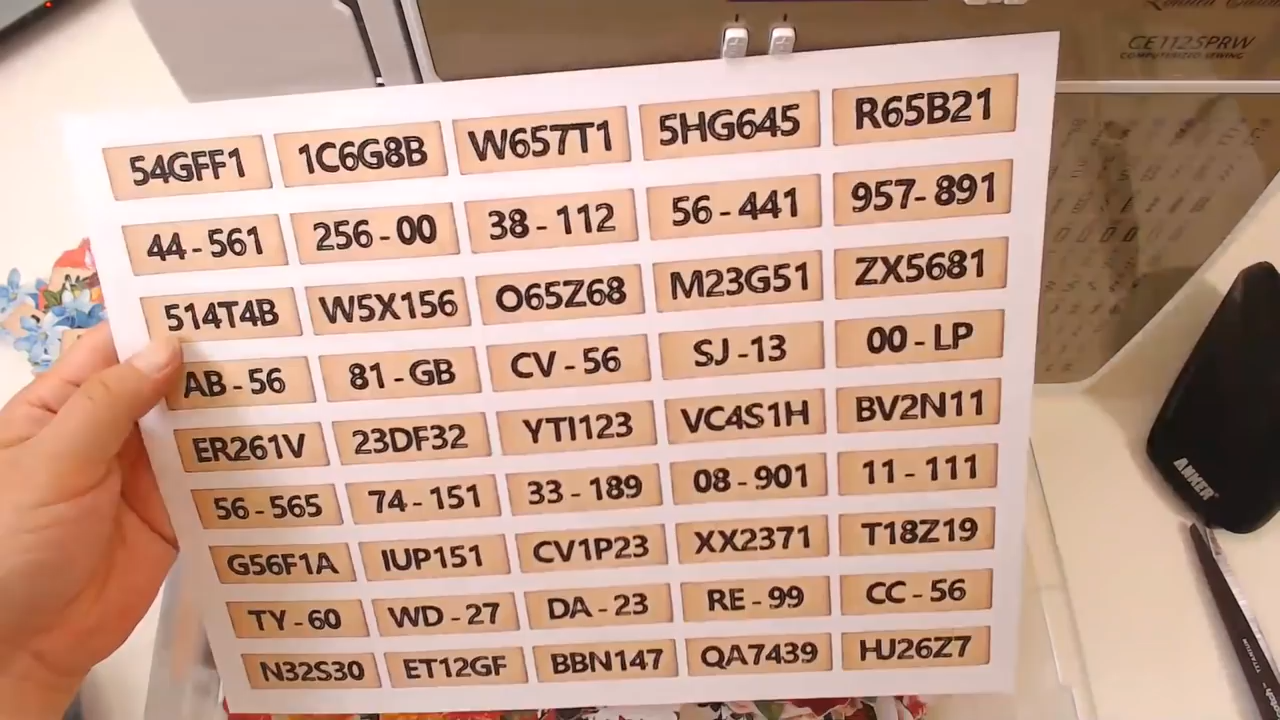 CE1125PRW
COMPUTERIZED SEWING
54GFF1 1C6G8B W657T1 5HG645 R65B21
44-561 256-00 38-112 56-441 957-891
514T4B W5X156 O65Z68 M23G51 ZX5681
AB-56 81-GB CV-56 SJ-13 00-LP
ER261V 23DF32 YTI123 VC4S1H BV2N11
56-565 74-151 33-189 08-901 11-111
G56F1A IUP151 CV1P23 XX2371 T18Z19
TY-60 WD-27 DA-23 RE-99 CC-56
N32S30 ET12GF BBN147 QA7439 HJ26Z7
ANKER
TITANIUM